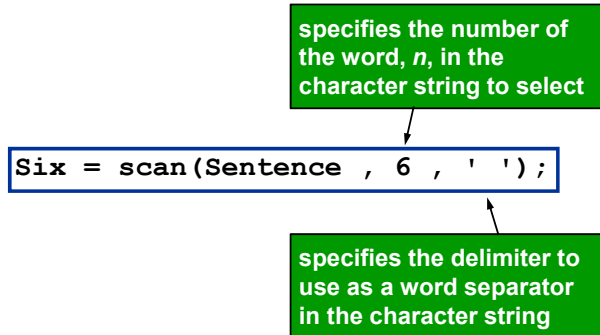 specifies the number of
the word, n, in the
character string to select
Six = scan(Sentence , 6 , ' ');
specifies the delimiter to
use as a word separator
in the character string